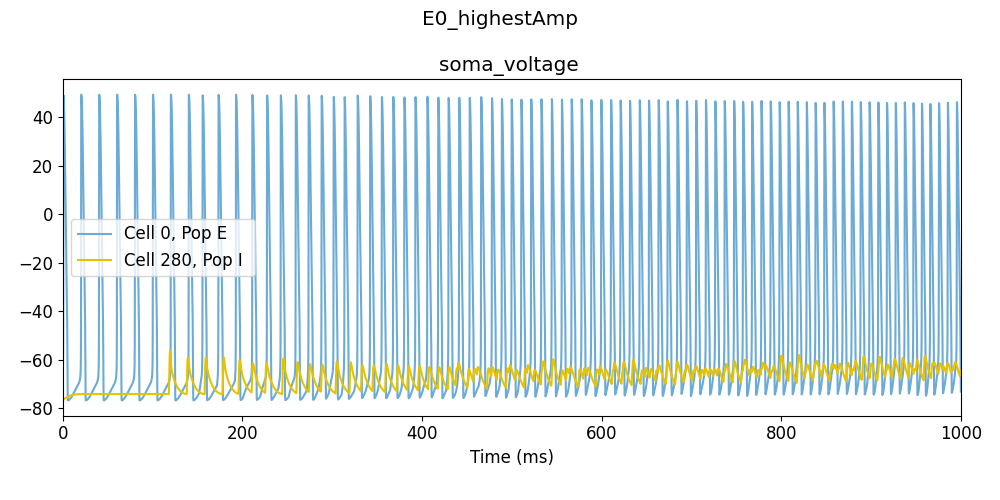 E0_highestAmp
soma_voltage
40
20
0
−20
−40
−60
−80
Cell 0, Pop E
Cell 280, Pop I
0 200 400 600 800 1000
Time (ms)